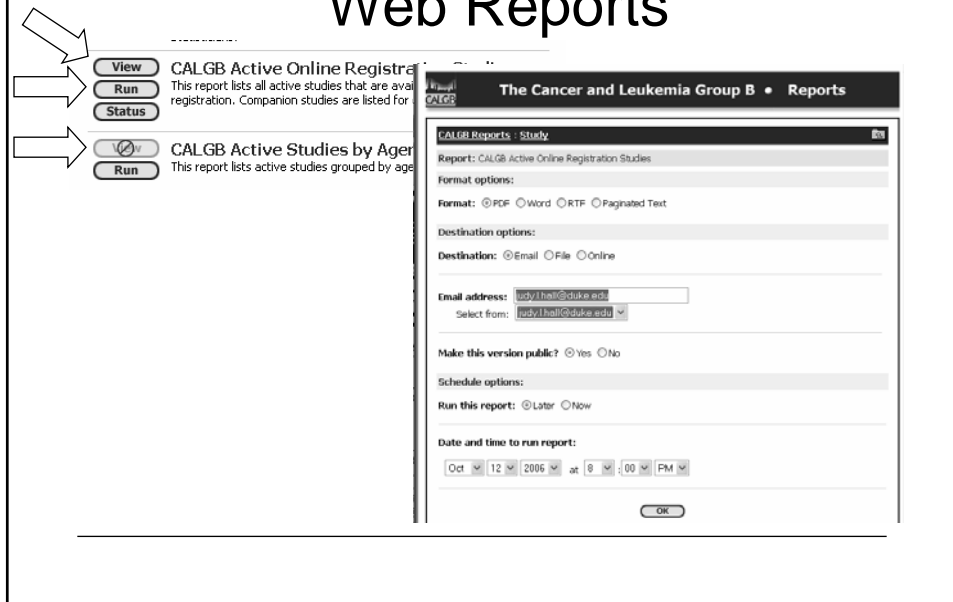 Web Reports
View
CALGB Active Online Registra
Run
This report lists all active studies that are avai
registration. Companion studies are listed for
Status
CALGB Active Studies by Ager
Run
This report lists active studies grouped by age
CALGB
The Cancer and Leukemia Group B • Reports
CALGB Reports : Study
Report: CALGB Active Online Registration Studies
Format options:
Format: PDF Word RTF Paginated Text
Destination options:
Destination: Email File Online
Email address: judy.l.hall@duke.edu
Select from: judy.l.hall@duke.edu
Make this version public? Yes No
Schedule options:
Run this report: Later Now
Date and time to run report:
Oct 12 2006 at 8 : 00 PM
OK